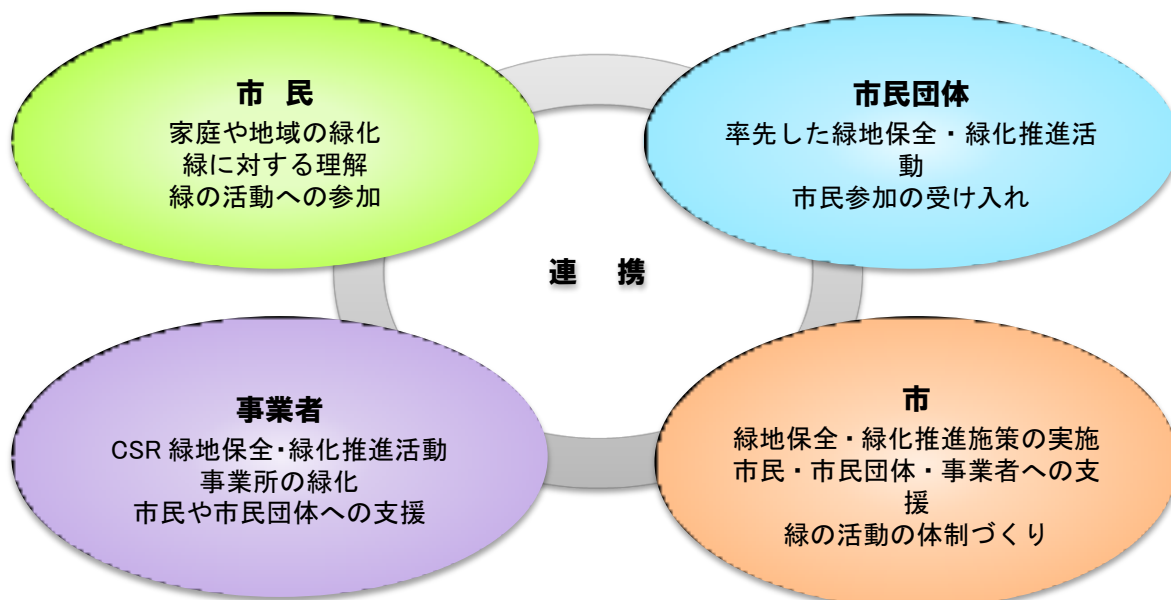 市 民
家庭や地域の緑化
緑に対する理解
緑の活動への参加
市民団体
率先した緑地保全・緑化推進活
動
市民参加の受け入れ
連 携
事業者
CSR 緑地保全・緑化推進活動
事業所の緑化
市民や市民団体への支援
市
緑地保全・緑化推進施策の実施
市民・市民団体・事業者への支
援
緑の活動の体制づくり